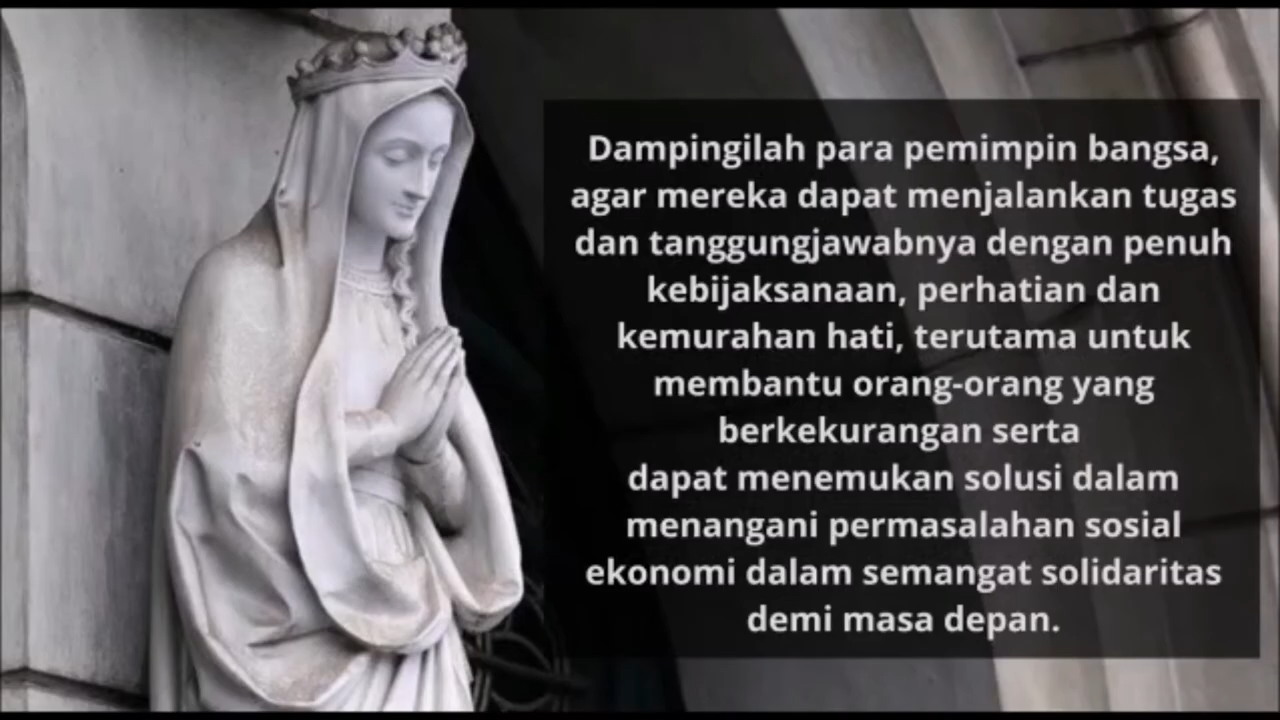 Dampingilah para pemimpin bangsa,
agar mereka dapat menjalankan tugas
dan tanggungjawabnya dengan penuh
kebijaksanaan, perhatian dan
kemurahan hati, terutama untuk
membantu orang-orang yang
berkekurangan serta
dapat menemukan solusi dalam
menangani permasalahan sosial
ekonomi dalam semangat solidaritas
demi masa depan.